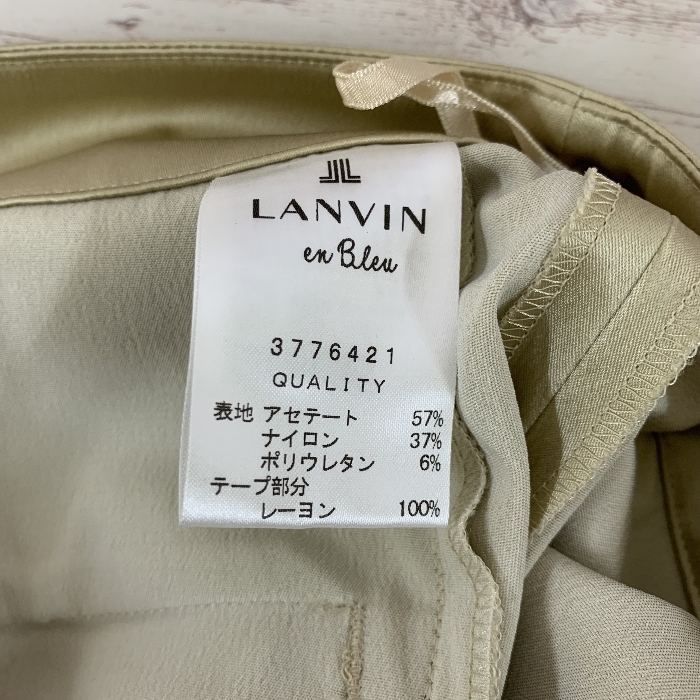 LANVIN
en Bleu
3776421
QUALITY
表地 アセテート 57%
ナイロン 37%
ポリウレタン 6%
テープ部分
レーヨン 100%